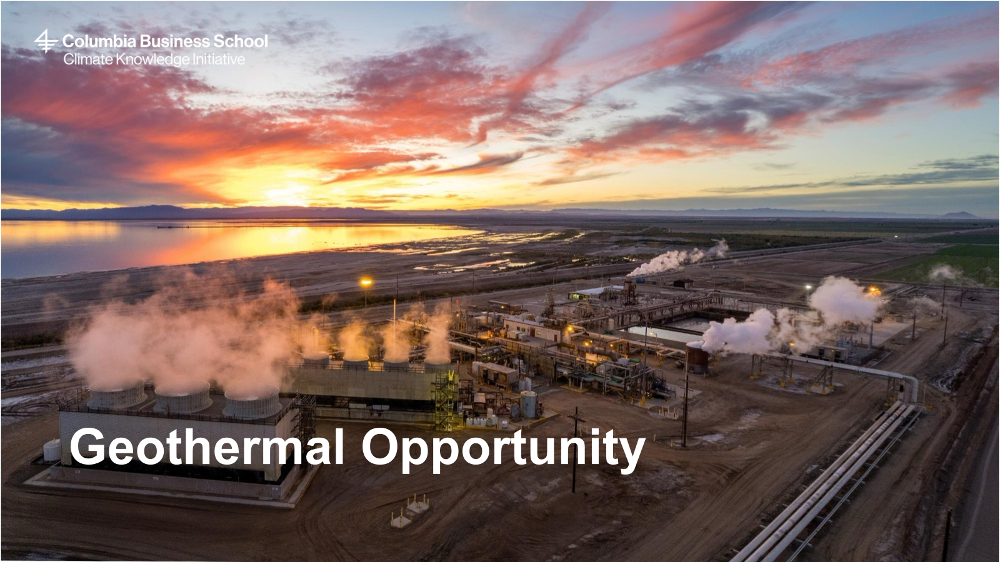 Columbia Business School
Climate Knowledge Initiative
Geothermal Opportunity